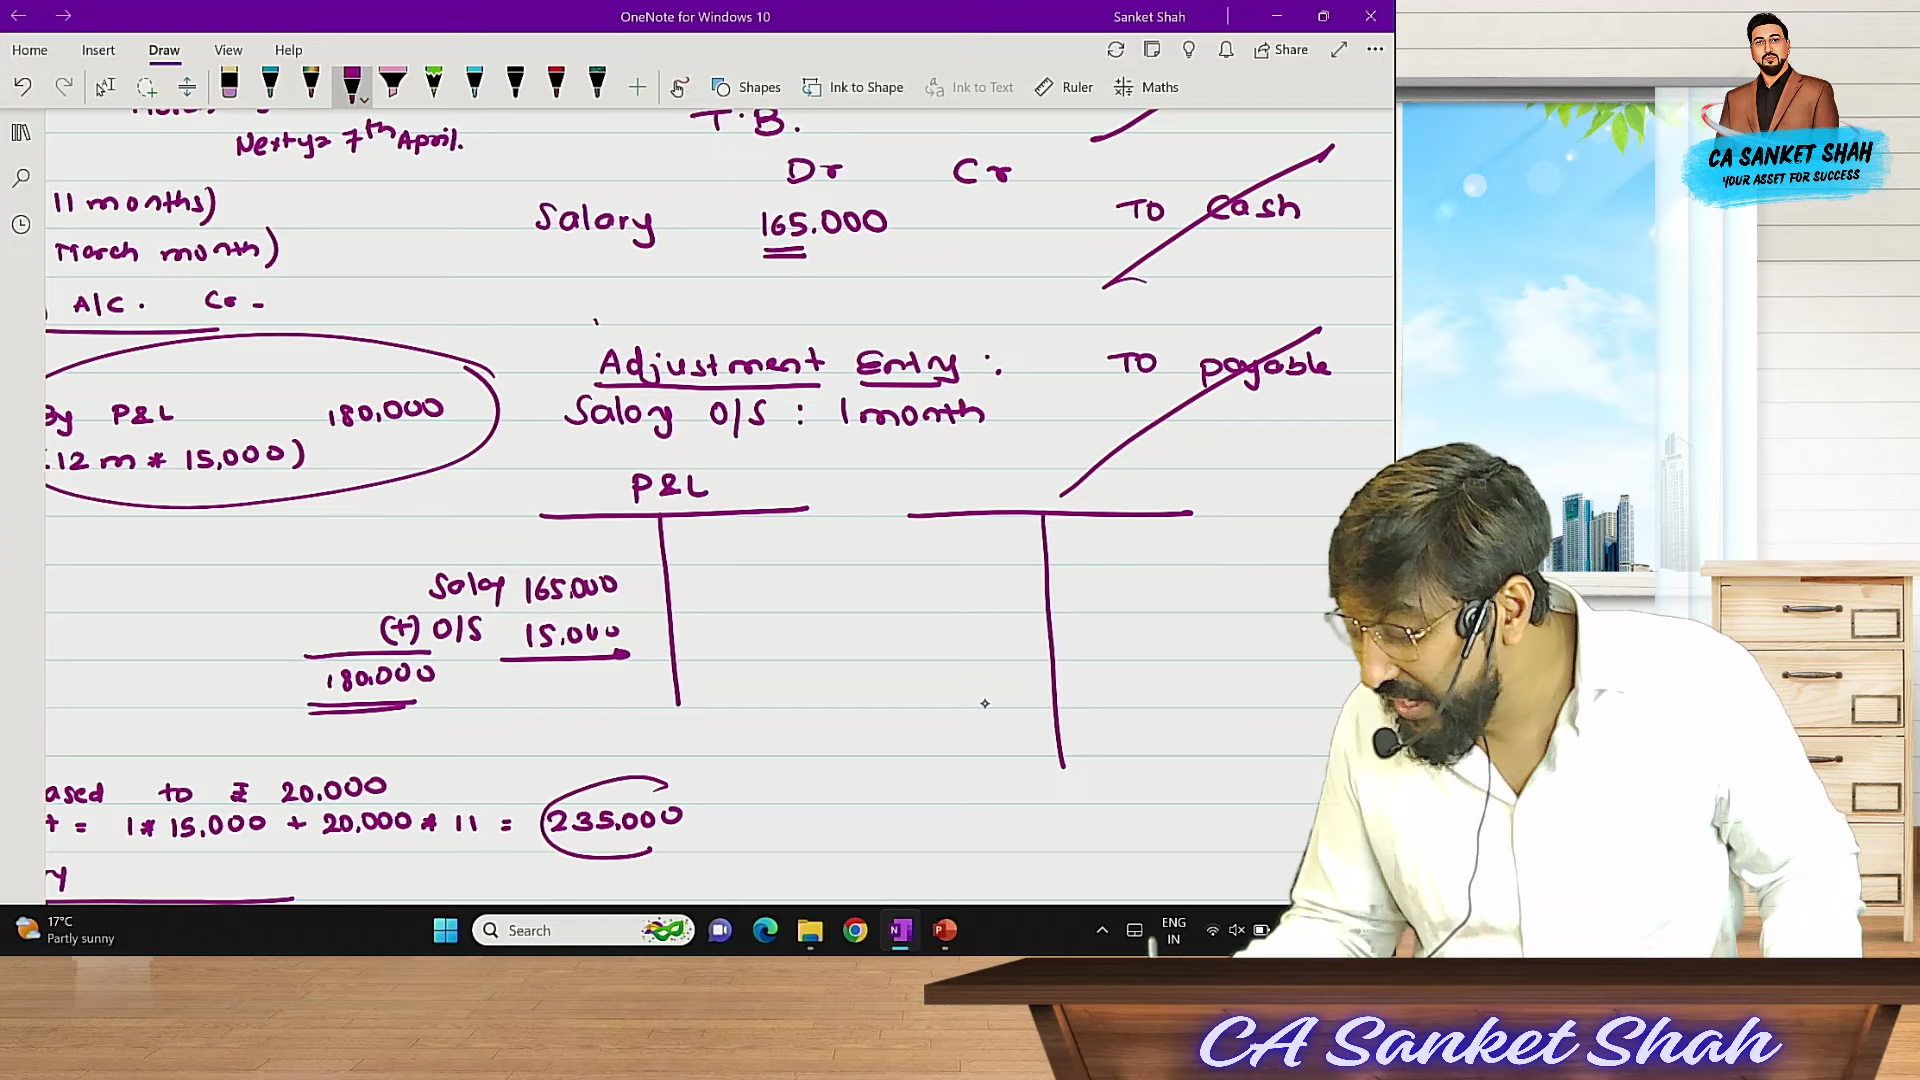 OneNote for Windows 10
Sanket Shah
Home Insert Draw View Help
Share
Shapes Ink to Shape Ink to Text Ruler Maths
CA SANKET SHAH
YOUR ASSET FOR SUCCESS
T.B.
7th April.
Dr Cr
11 months)
Salary 165.000
TO Cash
March month)
A/C. Cr -
Adjustment Entry :
TO payable
By P&L 180,000
Salary O/S : 1 month
12 m * 15,000)
P&L
Salary 165.000
(+) O/S 15,000
180.000
ased to ₹ 20.000
= 1* 15,000 + 20,000 * 11 = 235,000
y
17°C
Partly sunny
Search
ENG
IN
CA Sanket Shah